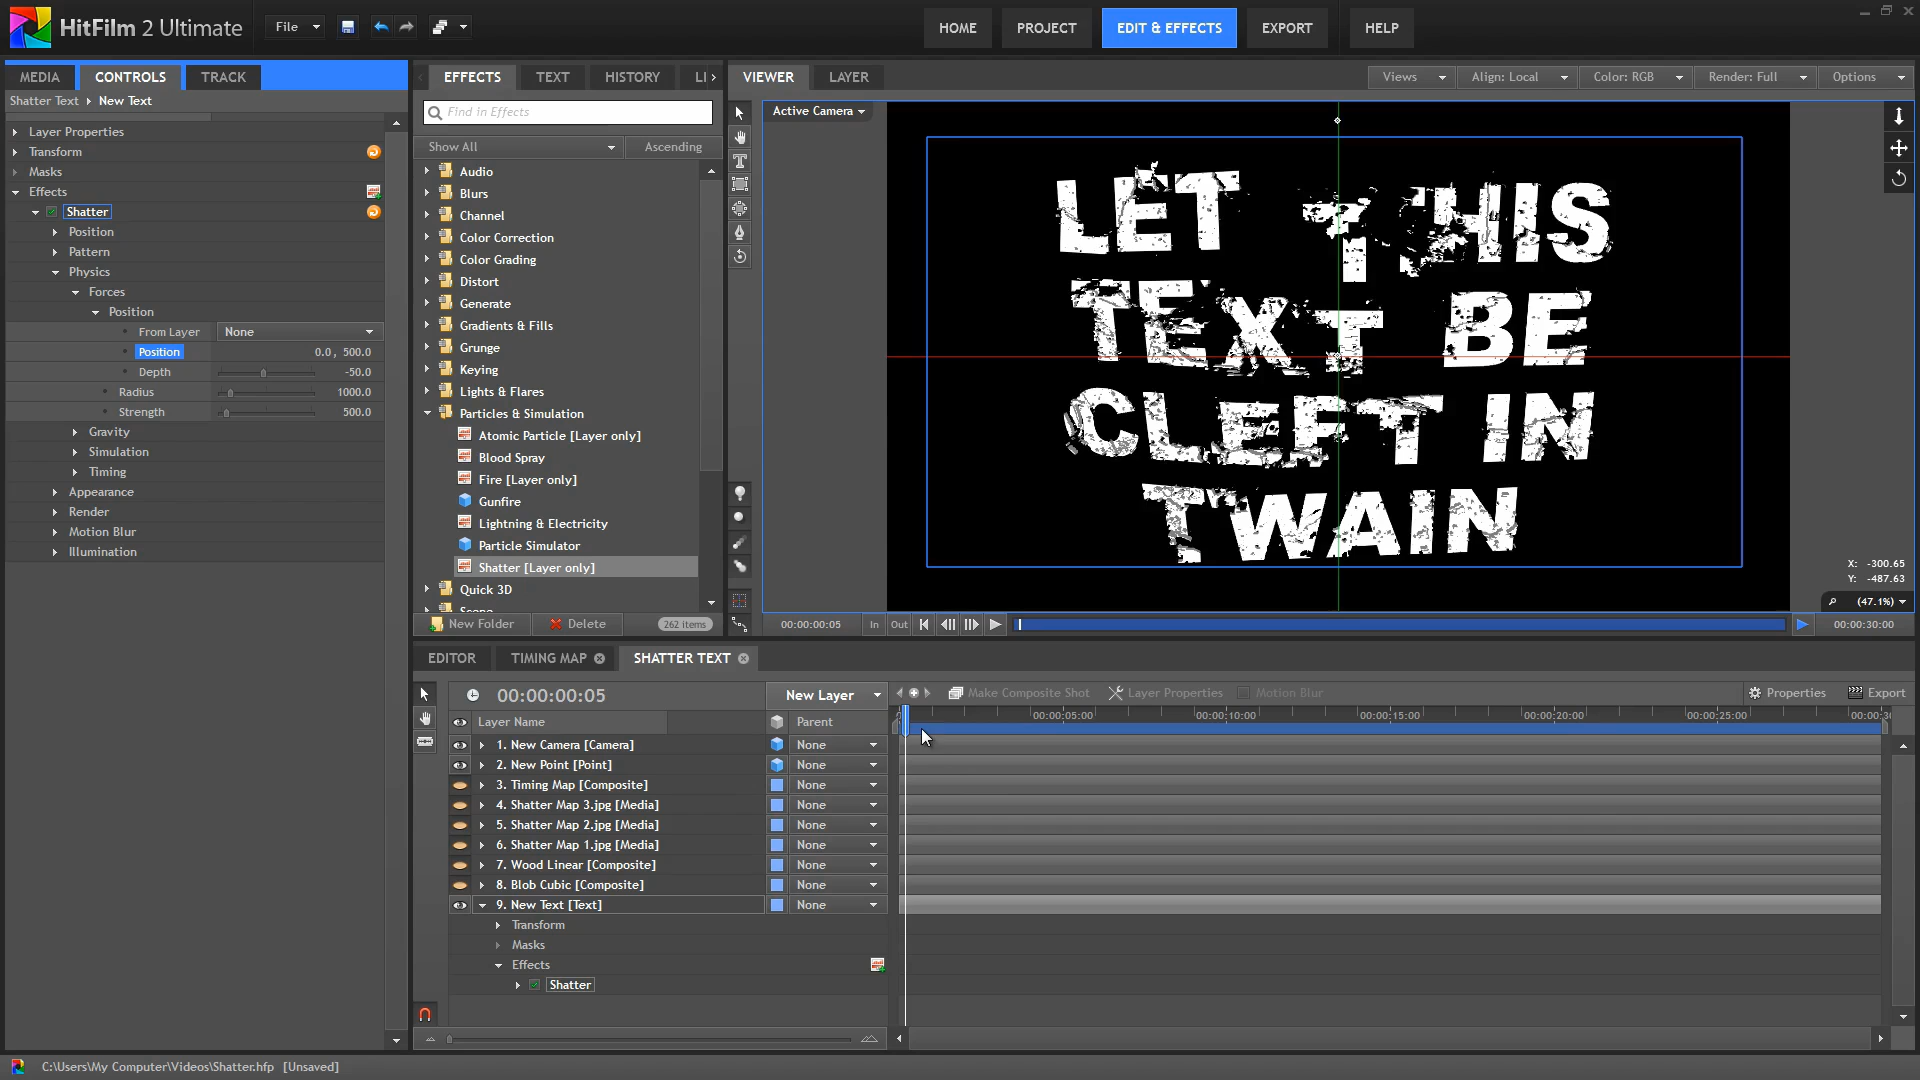 HitFilm 2 Ultimate
File
HOME
PROJECT
EDIT & EFFECTS
EXPORT
HELP
MEDIA
CONTROLS
TRACK
Shatter Text
New Text
Layer Properties
Transform
Masks
Effects
Shatter
Position
Pattern
Physics
Forces
Position
From Layer
None
Position
0.0, 500.0
Depth
-50.0
Radius
1000.0
Strength
500.0
Gravity
Simulation
Timing
Appearance
Render
Motion Blur
Illumination
EFFECTS
TEXT
HISTORY
LI
Find in Effects
Show All
Ascending
Audio
Blurs
Channel
Color Correction
Color Grading
Distort
Generate
Gradients & Fills
Grunge
Keying
Lights & Flares
Particles & Simulation
Atomic Particle [Layer only]
Blood Spray
Fire [Layer only]
Gunfire
Lightning & Electricity
Particle Simulator
Shatter [Layer only]
Quick 3D
Scene
New Folder
Delete
262 items
VIEWER
LAYER
Views
Align: Local
Color: RGB
Render: Full
Options
Active Camera
LET THIS
TEXT BE
CLEFT IN
TWAIN
X: -300.65
Y: -487.63
(47.1%)
00:00:00:05
In
Out
00:00:30:00
EDITOR
TIMING MAP
SHATTER TEXT
00:00:00:05
New Layer
Make Composite Shot
Layer Properties
Motion Blur
Properties
Export
Layer Name
Parent
00:00:05:00
00:00:10:00
00:00:15:00
00:00:20:00
00:00:25:00
00:00:30
1. New Camera [Camera]
None
2. New Point [Point]
None
3. Timing Map [Composite]
None
4. Shatter Map 3.jpg [Media]
None
5. Shatter Map 2.jpg [Media]
None
6. Shatter Map 1.jpg [Media]
None
7. Wood Linear [Composite]
None
8. Blob Cubic [Composite]
None
9. New Text [Text]
None
Transform
Masks
Effects
Shatter
C:\Users\My Computer\Videos\Shatter.hfp [Unsaved]